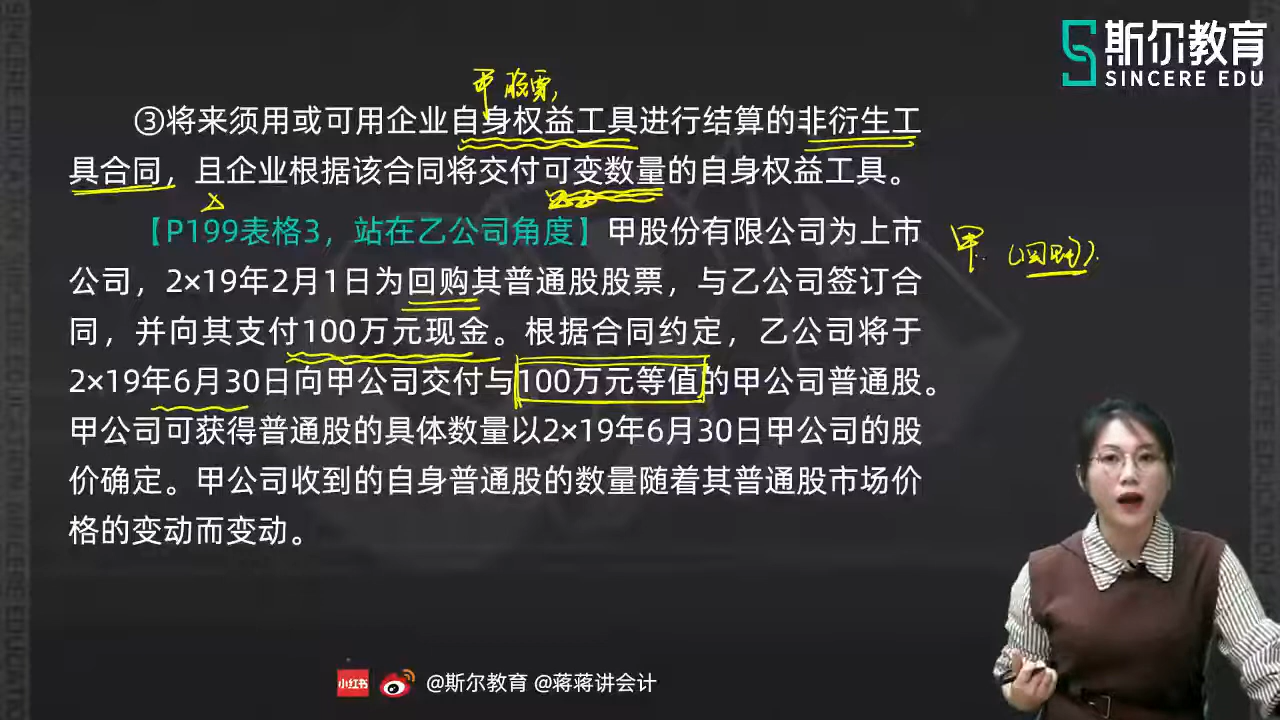 斯尔教育
SINCERE EDU
甲股票
③将来须用或可用企业自身权益工具进行结算的非衍生工
具合同，且企业根据该合同将交付可变数量的自身权益工具。
【P199表格3，站在乙公司角度】甲股份有限公司为上市
公司，2×19年2月1日为回购其普通股股票，与乙公司签订合
同，并向其支付100万元现金。根据合同约定，乙公司将于
2×19年6月30日向甲公司交付与100万元等值的甲公司普通股。
甲公司可获得普通股的具体数量以2×19年6月30日甲公司的股
价确定。甲公司收到的自身普通股的数量随着其普通股市场价
格的变动而变动。
甲（回购）
小红书 @斯尔教育 @蒋蒋讲会计